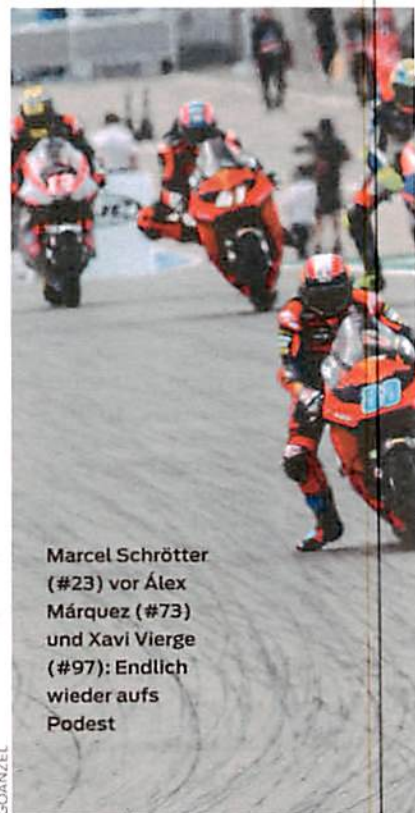 Marcel Schrötter
(#23) vor Álex
Márquez (#73)
und Xavi Vierge
(#97): Endlich
wieder aufs
Podest